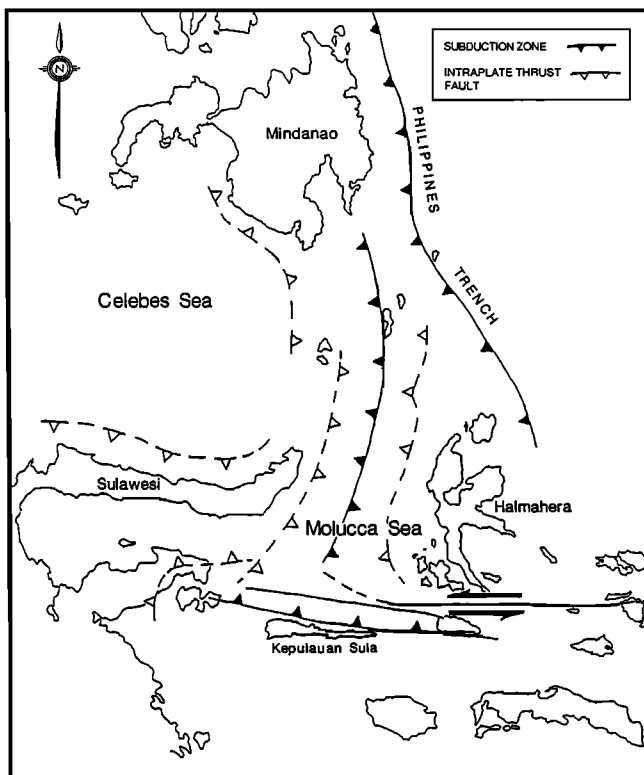 SUBDUCTION ZONE
INTRAPLATE THRUST
FAULT
N
Mindanao
PHILIPPINES
TRENCH
Celebes Sea
Sulawesi
Halmahera
Molucca Sea
Kepulauan Sula